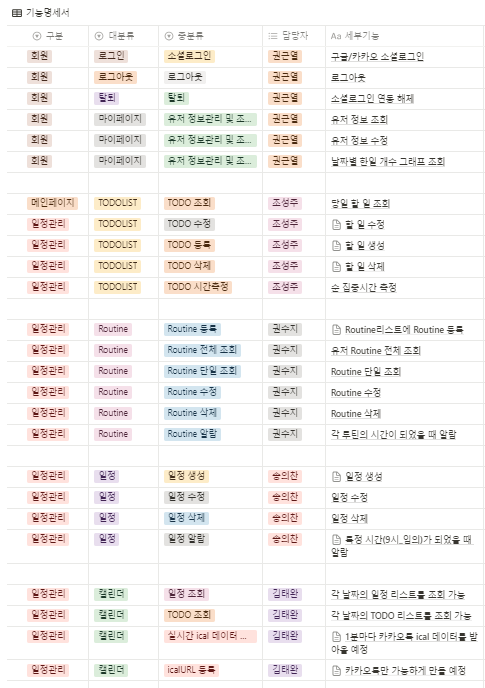 기능명세서
구분 대분류 중분류 담당자 Aa 세부기능
회원 로그인 소셜로그인 권근열 구글/카카오 소셜로그인
회원 로그아웃 로그아웃 권근열 로그아웃
회원 탈퇴 탈퇴 권근열 소셜로그인 연동 해제
회원 마이페이지 유저 정보관리 및 조... 권근열 유저 정보 조회
회원 마이페이지 유저 정보관리 및 조... 권근열 유저 정보 수정
회원 마이페이지 유저 정보관리 및 조... 권근열 날짜별 한일 개수 그래프 조회
메인페이지 TODOLIST TODO 조회 조성주 당일 할 일 조회
일정관리 TODOLIST TODO 수정 조성주 할 일 수정
일정관리 TODOLIST TODO 등록 조성주 할 일 생성
일정관리 TODOLIST TODO 삭제 조성주 할 일 삭제
일정관리 TODOLIST TODO 시간측정 조성주 순 집중시간 측정
일정관리 Routine Routine 등록 권수지 Routine리스트에 Routine 등록
일정관리 Routine Routine 전체 조회 권수지 유저 Routine 전체 조회
일정관리 Routine Routine 단일 조회 권수지 Routine 단일 조회
일정관리 Routine Routine 수정 권수지 Routine 수정
일정관리 Routine Routine 삭제 권수지 Routine 삭제
일정관리 Routine Routine 알람 권수지 각 루틴의 시간이 되었을 때 알람
일정관리 일정 일정 생성 송의찬 일정 생성
일정관리 일정 일정 수정 송의찬 일정 수정
일정관리 일정 일정 삭제 송의찬 일정 삭제
일정관리 일정 일정 알람 송의찬 특정 시간(9시_임의)가 되었을 때
알람
일정관리 캘린더 일정 조회 김태완 각 날짜의 일정 리스트를 조회 가능
일정관리 캘린더 TODO 조회 김태완 각 날짜의 TODO 리스트를 조회 가능
일정관리 캘린더 실시간 ical 데이터 ... 김태완 1분마다 카카오톡 ical 데이터를 받
아올 예정
일정관리 캘린더 icalURL 등록 김태완 카카오톡만 가능하게 만들 예정